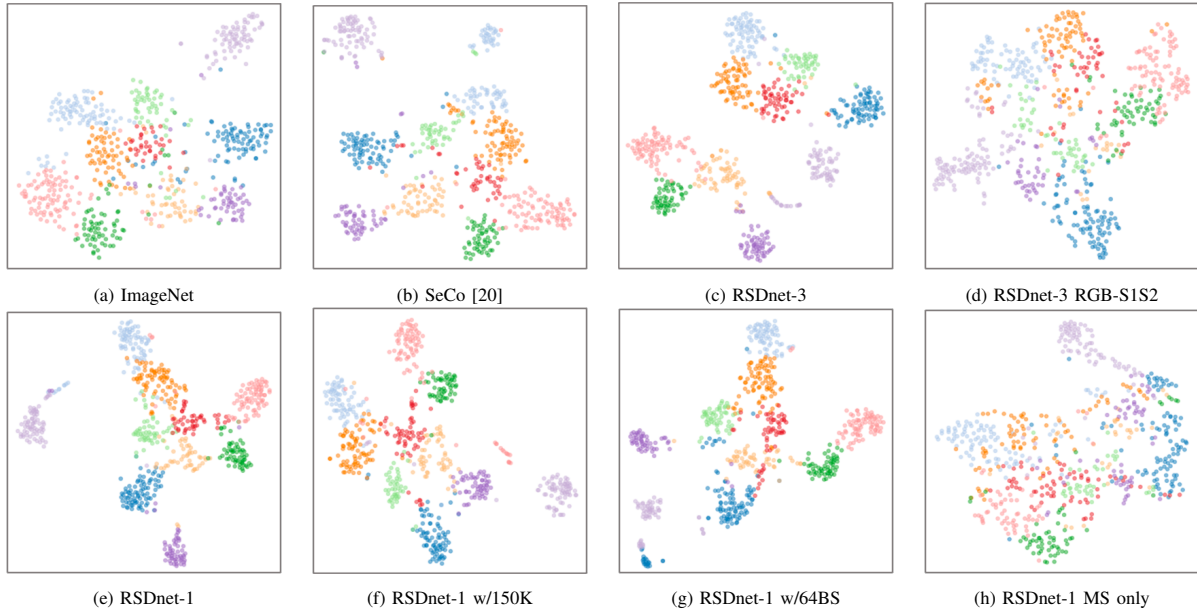 (a) ImageNet
(b) SeCo [20]
(c) RSDnet-3
(d) RSDnet-3 RGB-S1S2
(e) RSDnet-1
(f) RSDnet-1 w/150K
(g) RSDnet-1 w/64BS
(h) RSDnet-1 MS only